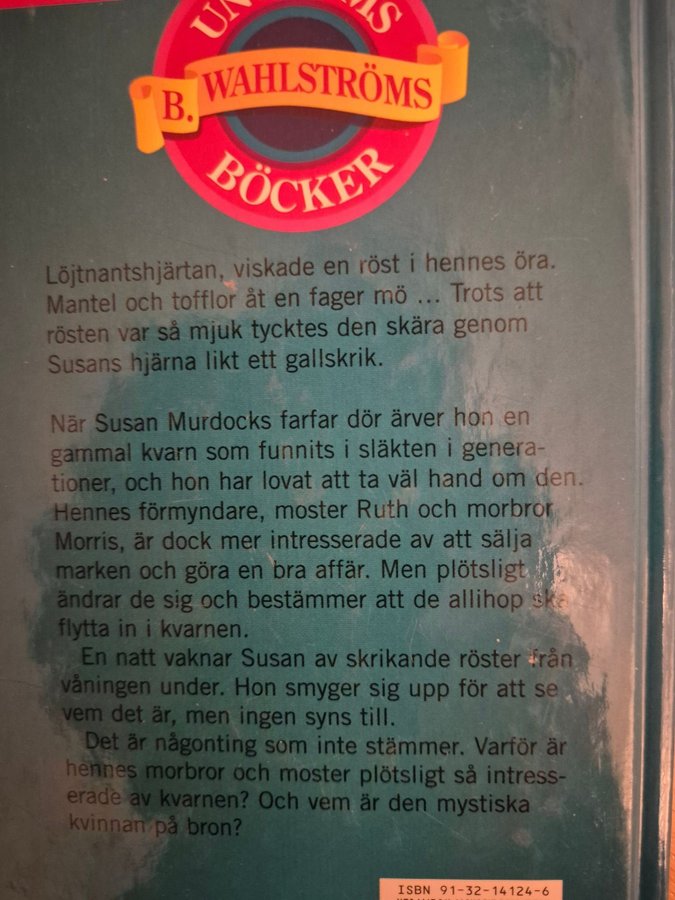 B. WAHLSTRÖMS
BÖCKER
Löjtnantshjärtan, viskade en röst i hennes öra.
Mantel och tofflor åt en fager mö ... Trots att
rösten var så mjuk tycktes den skära genom
Susans hjärna likt ett gallskrik.
När Susan Murdocks farfar dör ärver hon en
gammal kvarn som funnits i släkten i genera-
tioner, och hon har lovat att ta väl hand om den.
Hennes förmyndare, moster Ruth och morbror
Morris, är dock mer intresserade av att sälja
marken och göra en bra affär. Men plötsligt
ändrar de sig och bestämmer att de allihop ska
flytta in i kvarnen.
En natt vaknar Susan av skrikande röster från
våningen under. Hon smyger sig upp för att se
vem det är, men ingen syns till.
Det är någonting som inte stämmer. Varför är
hennes morbror och moster plötsligt så intress-
erade av kvarnen? Och vem är den mystiska
kvinnan på bron?
ISBN 91-32-14124-6